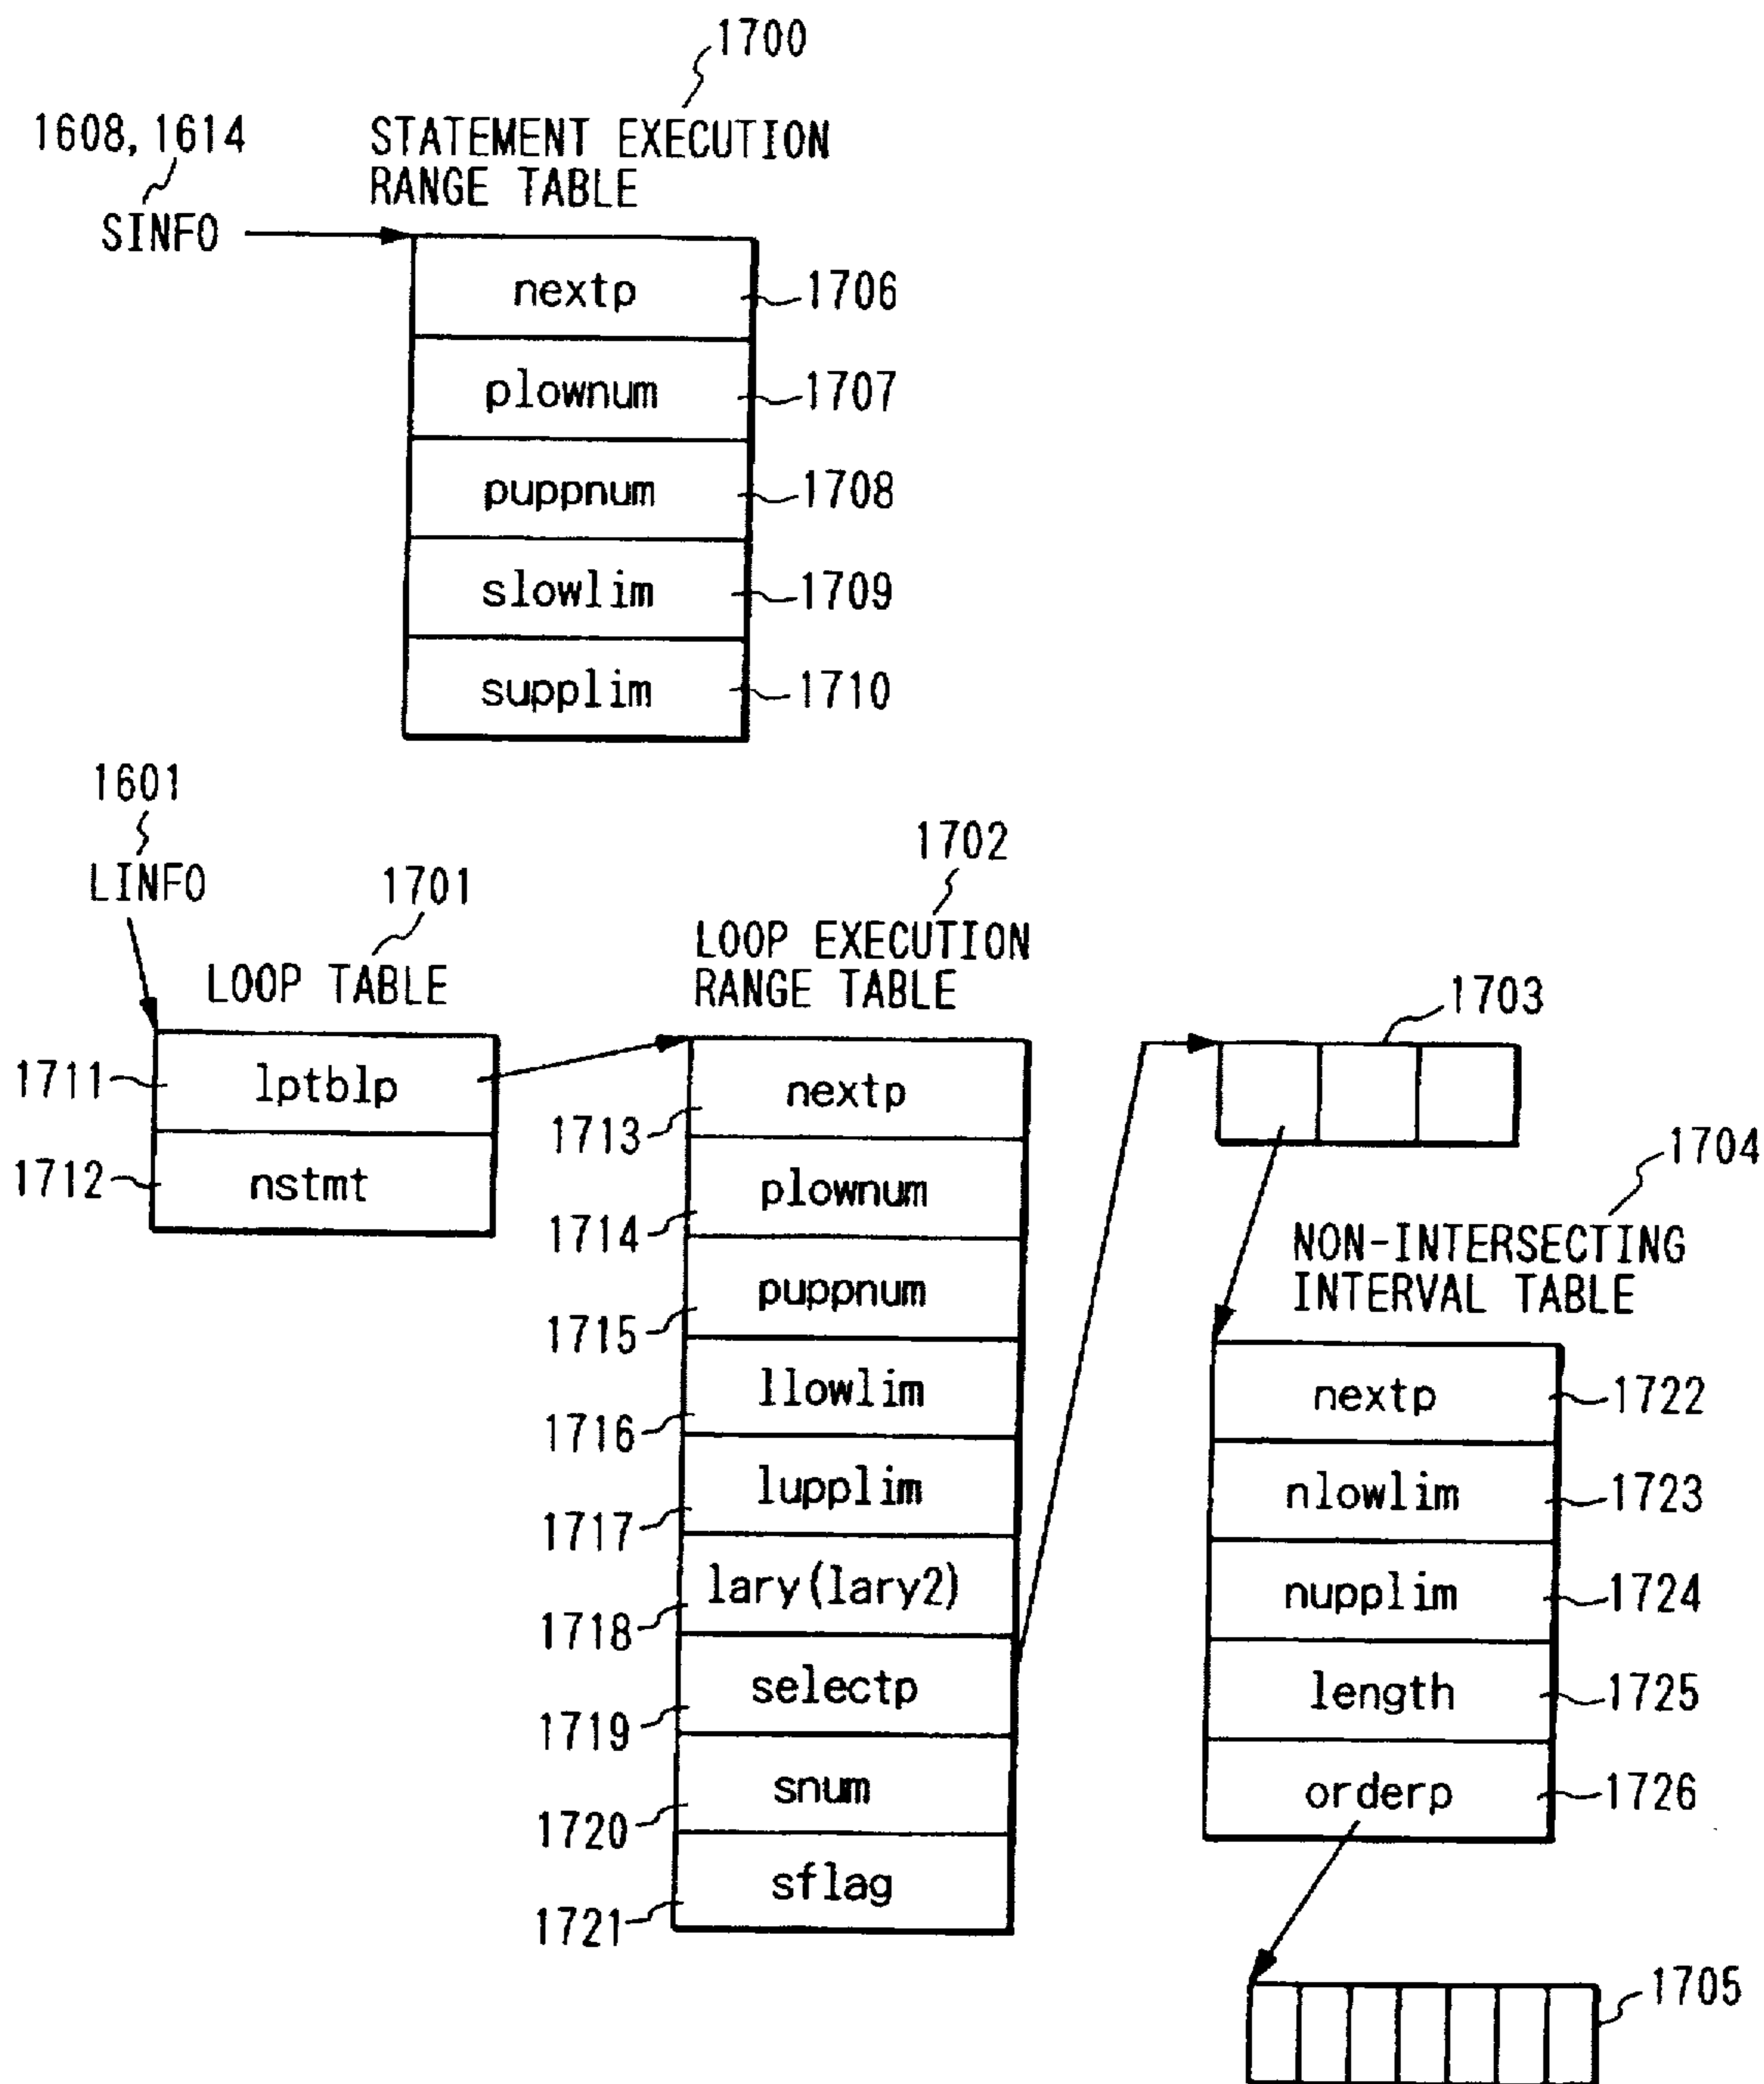 1700
1608, 1614
STATEMENT EXECUTION
RANGE TABLE
SINFO
nextp
1706
plownum
1707
puppnum
1708
slowlim
1709
supplim
1710
1601
LINFO
1701
LOOP TABLE
1711
lptblp
1712
nstmt
1702
LOOP EXECUTION
RANGE TABLE
nextp
1713
plownum
1714
puppnum
1715
llowlim
1716
lupplim
1717
lary(lary2)
1718
selectp
1719
snum
1720
sflag
1721
1703
1704
NON-INTERSECTING
INTERVAL TABLE
nextp
1722
nlowlim
1723
nupplim
1724
length
1725
orderp
1726
1705